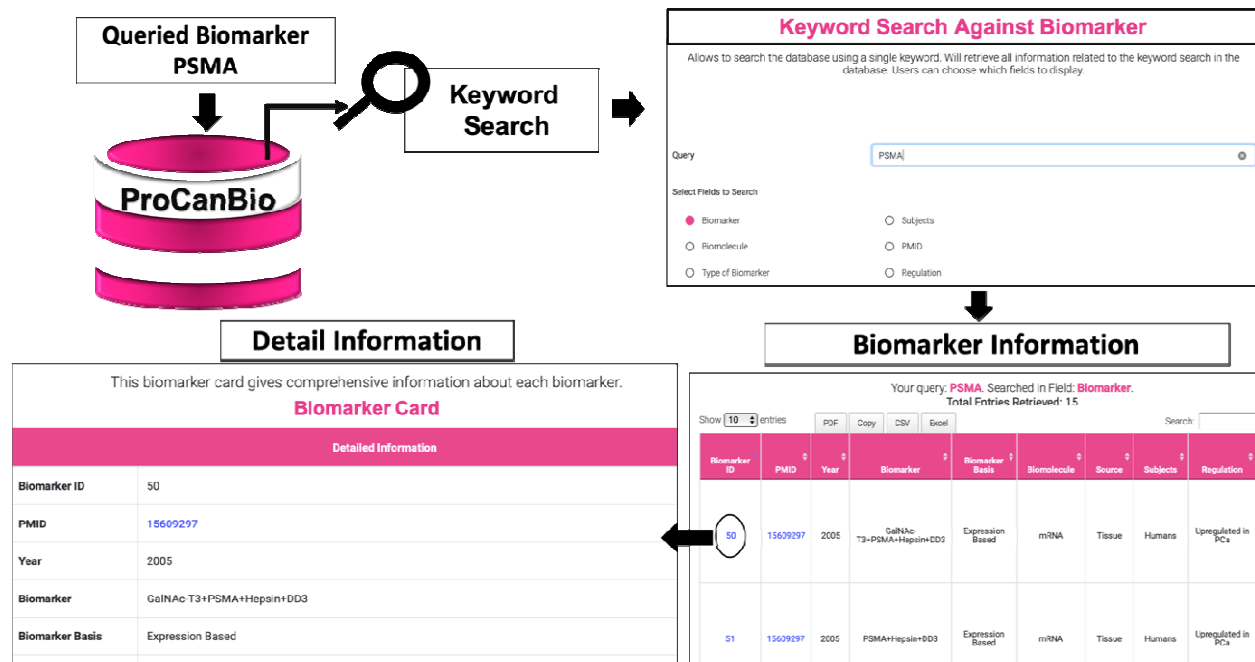 Queried Biomarker
PSMA
ProCanBio
Keyword
Search
Keyword Search Against Biomarker
Allows to search the database using a single keyword. Will retrieve all information related to the keyword search in the
database. Users can choose which fields to display.
Query
PSMA
Select Fields to Search
Biomarker
Subjects
Biomolecule
PMID
Type of Biomarker
Regulation
Biomarker Information
Your query: PSMA. Searched in Field: Biomarker.
Total Entries Retrieved: 15
Show 10 entries
PDF Copy CSV Excel
Search:
Biomarker ID PMID Year Biomarker Biomarker Basis Biomolecule Source Subjects Regulation
50 15609297 2005 GalNAc-T3+PSMA+Hepsin+DD3 Expression Based mRNA Tissue Humans Upregulated in PCa
51 15609297 2005 PSMA+Hepsin+DD3 Expression Based mRNA Tissue Humans Upregulated in PCa
Detail Information
This biomarker card gives comprehensive information about each biomarker.
Biomarker Card
Detailed Information
Biomarker ID 50
PMID 15609297
Year 2005
Biomarker GalNAc-T3+PSMA+Hepsin+DD3
Biomarker Basis Expression Based